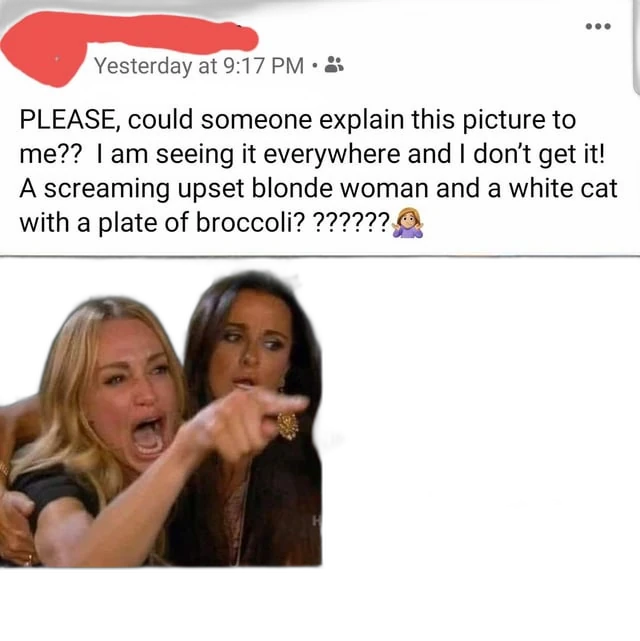 Yesterday at 9:17 PM •
PLEASE, could someone explain this picture to
me?? I am seeing it everywhere and I don't get it!
A screaming upset blonde woman and a white cat
with a plate of broccoli? ??????🤷🏼‍♀️
H